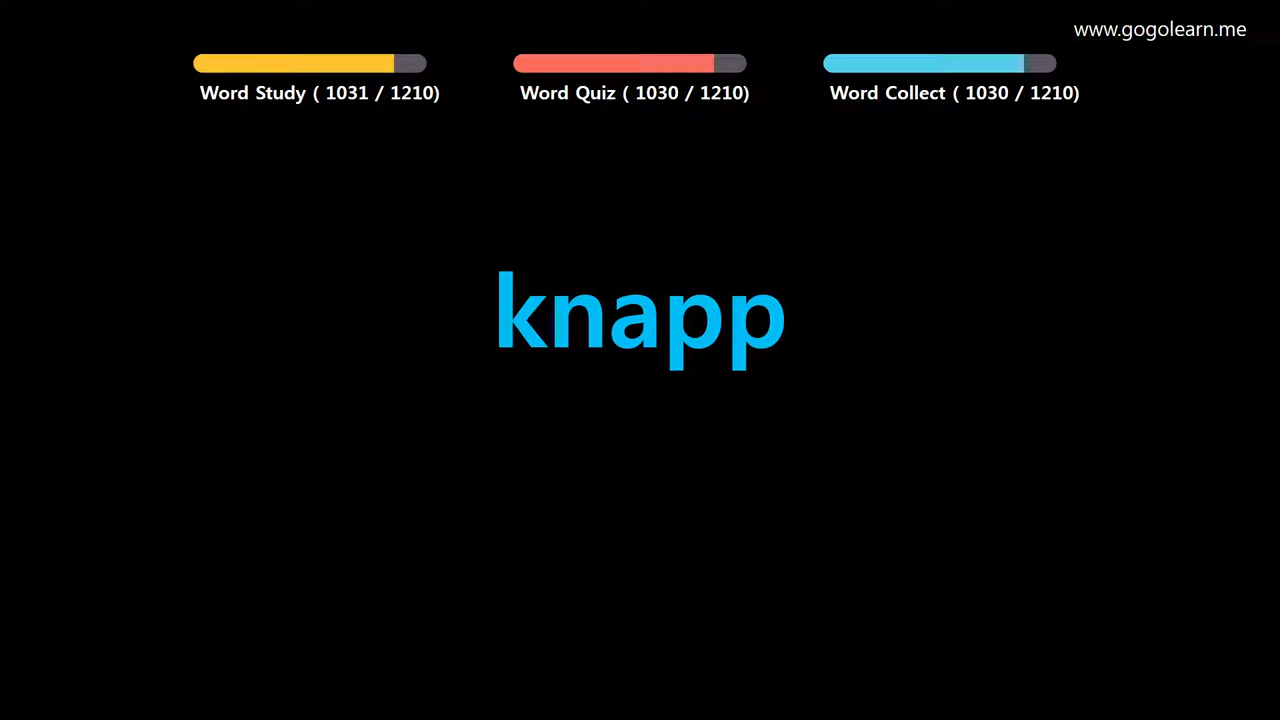 www.gogolearn.me
Word Study ( 1031 / 1210)
Word Quiz ( 1030 / 1210)
Word Collect ( 1030 / 1210)
knapp